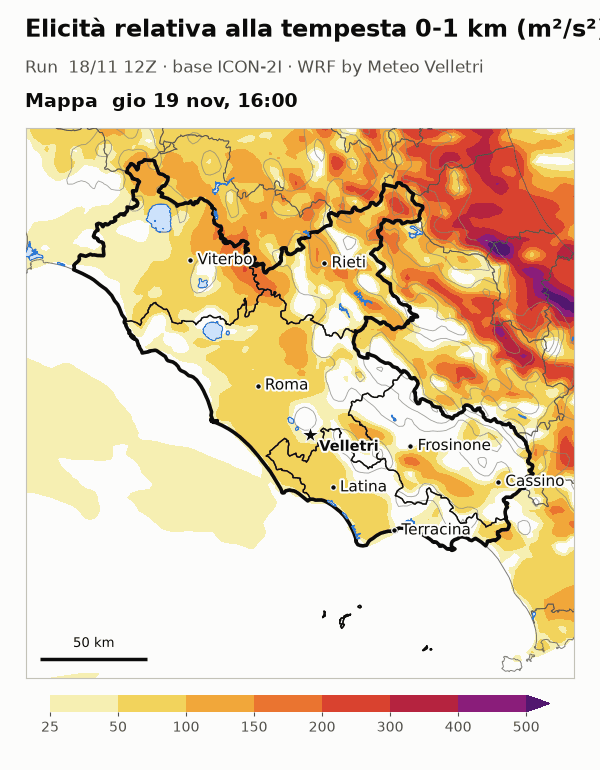 Elicità relativa alla tempesta 0-1 km (m²/s²)
Run 18/11 12Z · base ICON-2I · WRF by Meteo Velletri
Mappa gio 19 nov, 16:00
Viterbo
Rieti
Roma
Velletri
Frosinone
Latina
Cassino
Terracina
50 km
25 50 100 150 200 300 400 500